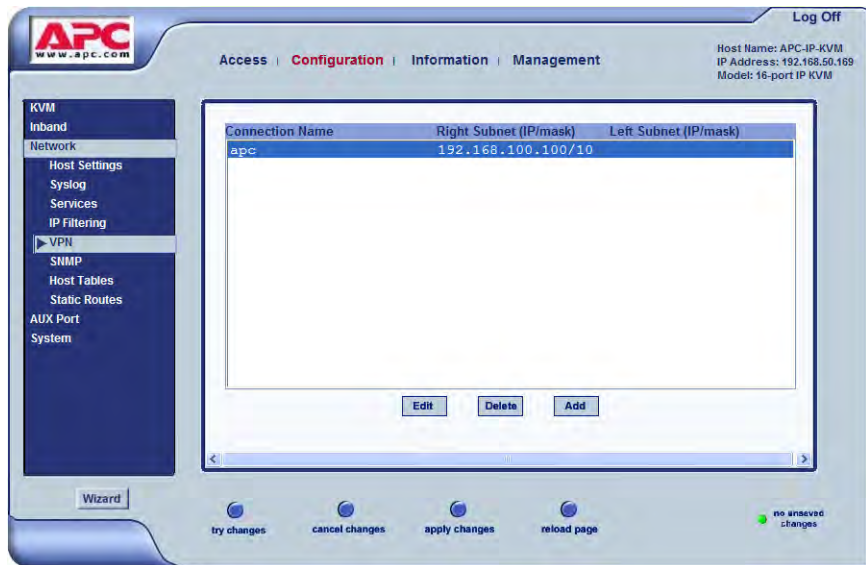 Log Off
APC
www.apc.com
Access | Configuration | Information | Management
Host Name: APC-IP-KVM
IP Address: 192.168.50.169
Model: 16-port IP KVM
KVM
Inband
Network
Host Settings
Syslog
Services
IP Filtering
VPN
SNMP
Host Tables
Static Routes
AUX Port
System
Connection Name Right Subnet (IP/mask) Left Subnet (IP/mask)
apc 192.168.100.100/10
Edit Delete Add
Wizard
try changes cancel changes apply changes reload page
no unsaved
changes